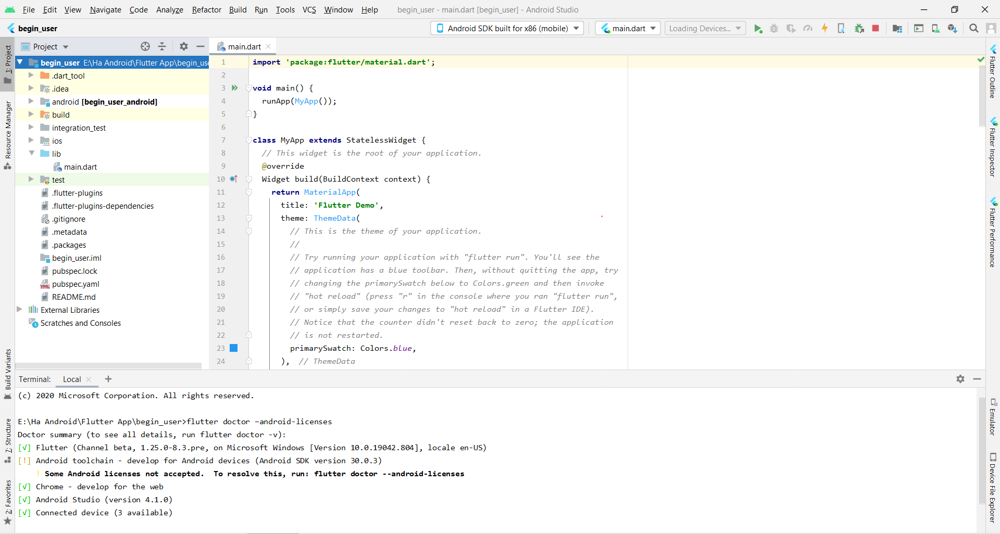 File Edit View Navigate Code Analyze Refactor Build Run Tools VCS Window Help begin_user - main.dart [begin_user] - Android Studio
begin_user Android SDK built for x86 (mobile) main.dart Loading Devices...
Project main.dart
begin_user E:\Ha Android\Flutter App\begin_use
.dart_tool
.idea
android [begin_user_android]
build
integration_test
ios
lib
main.dart
test
.flutter-plugins
.flutter-plugins-dependencies
.gitignore
.metadata
.packages
begin_user.iml
pubspec.lock
pubspec.yaml
README.md
External Libraries
Scratches and Consoles
1: Project
Resource Manager
Build Variants
7: Structure
2: Favorites
1 import 'package:flutter/material.dart';
2
3 void main() {
4 runApp(MyApp());
5 }
6
7 class MyApp extends StatelessWidget {
8 // This widget is the root of your application.
9 @override
10 Widget build(BuildContext context) {
11 return MaterialApp(
12 title: 'Flutter Demo',
13 theme: ThemeData(
14 // This is the theme of your application.
15 //
16 // Try running your application with "flutter run". You'll see the
17 // application has a blue toolbar. Then, without quitting the app, try
18 // changing the primarySwatch below to Colors.green and then invoke
19 // "hot reload" (press "r" in the console where you ran "flutter run",
20 // or simply save your changes to "hot reload" in a Flutter IDE).
21 // Notice that the counter didn't reset back to zero; the application
22 // is not restarted.
23 primarySwatch: Colors.blue,
24 ), // ThemeData
Flutter Outline
Flutter Inspector
Flutter Performance
Emulator
Device File Explorer
Terminal: Local
(c) 2020 Microsoft Corporation. All rights reserved.
E:\Ha Android\Flutter App\begin_user>flutter doctor –android-licenses
Doctor summary (to see all details, run flutter doctor -v):
[√] Flutter (Channel beta, 1.25.0-8.3.pre, on Microsoft Windows [Version 10.0.19042.804], locale en-US)
[!] Android toolchain - develop for Android devices (Android SDK version 30.0.3)
! Some Android licenses not accepted. To resolve this, run: flutter doctor --android-licenses
[√] Chrome - develop for the web
[√] Android Studio (version 4.1.0)
[√] Connected device (3 available)